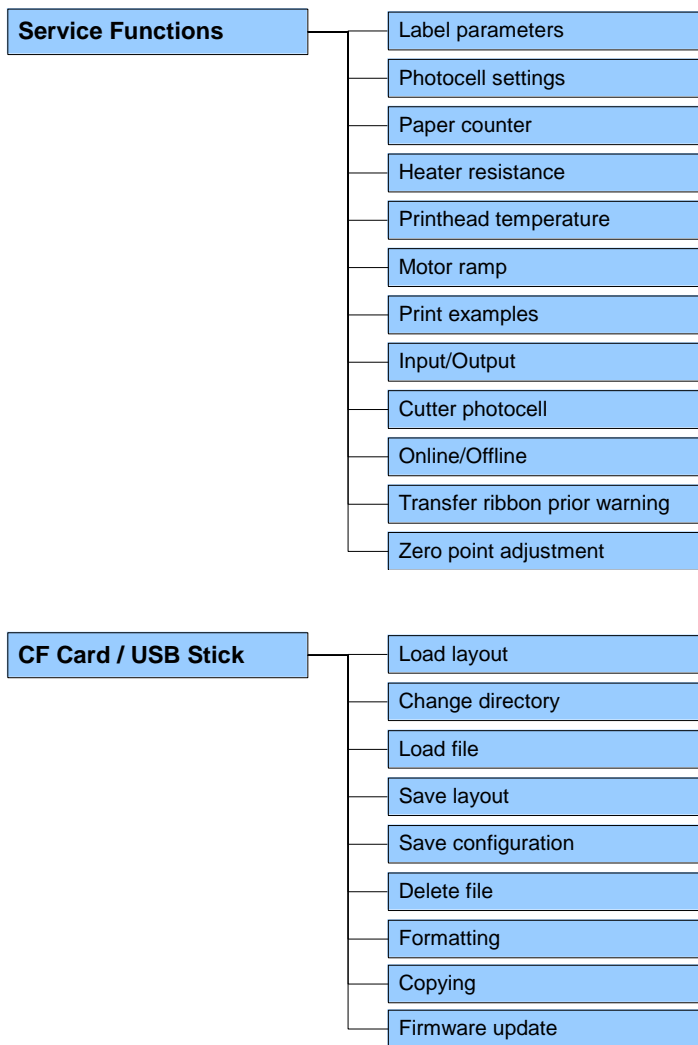 Service Functions
Label parameters
Photocell settings
Paper counter
Heater resistance
Printhead temperature
Motor ramp
Print examples
Input/Output
Cutter photocell
Online/Offline
Transfer ribbon prior warning
Zero point adjustment
CF Card / USB Stick
Load layout
Change directory
Load file
Save layout
Save configuration
Delete file
Formatting
Copying
Firmware update